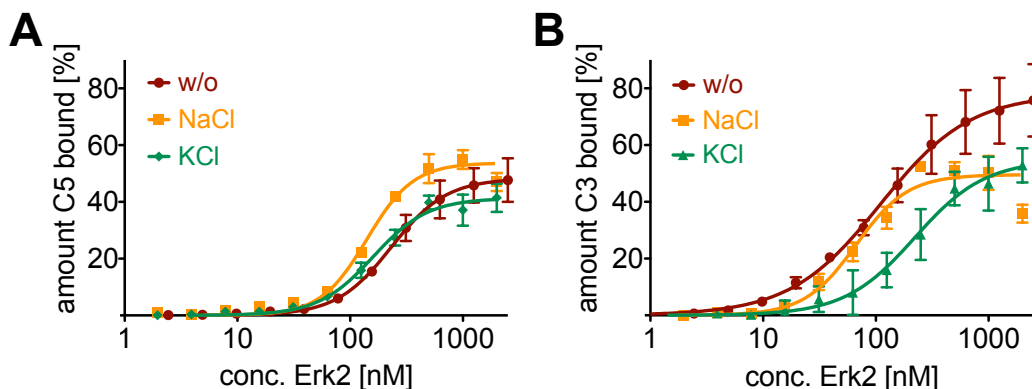 A
amount C5 bound [%]
80
60
40
20
w/o
NaCl
KCl
1
10
100
1000
conc. Erk2 [nM]
B
amount C3 bound [%]
80
60
40
20
w/o
NaCl
KCl
1
10
100
1000
conc. Erk2 [nM]